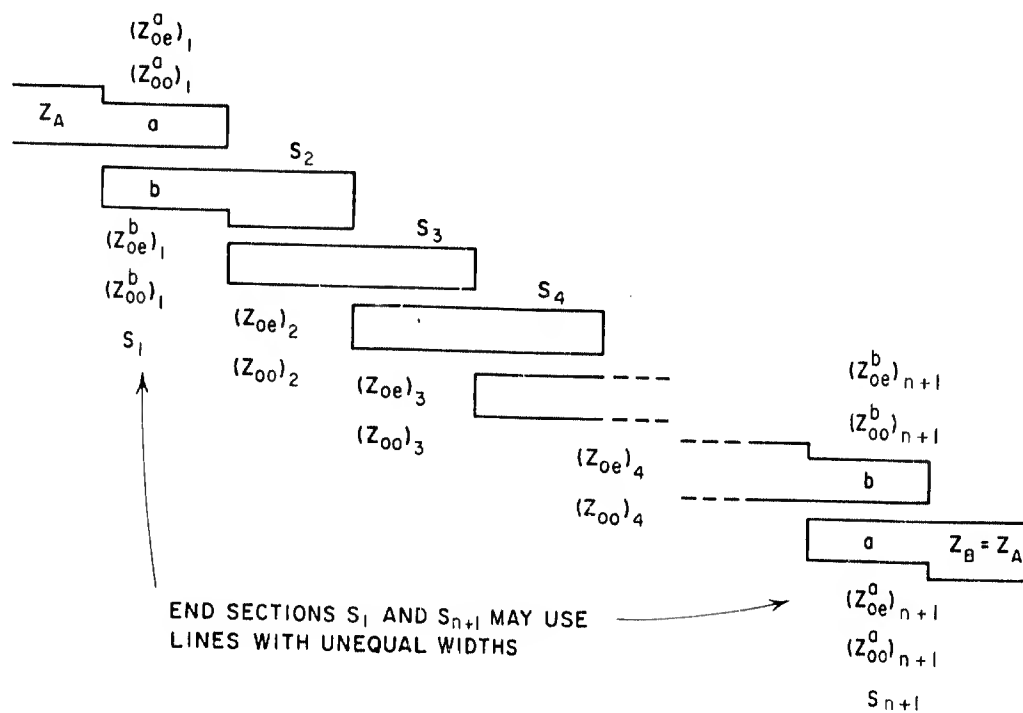 (Z^a_oe)_1
(Z^a_oo)_1
Z_A
a
S_2
b
S_3
(Z^b_oe)_1
(Z^b_oo)_1
S_4
S_1
(Z_oe)_2
(Z_oo)_2
(Z_oe)_3
(Z_oo)_3
(Z^b_oe)_n+1
(Z^b_oo)_n+1
(Z_oe)_4
(Z_oo)_4
b
a
Z_B = Z_A
END SECTIONS S_1 AND S_n+1 MAY USE
LINES WITH UNEQUAL WIDTHS
(Z^a_oe)_n+1
(Z^a_oo)_n+1
S_n+1